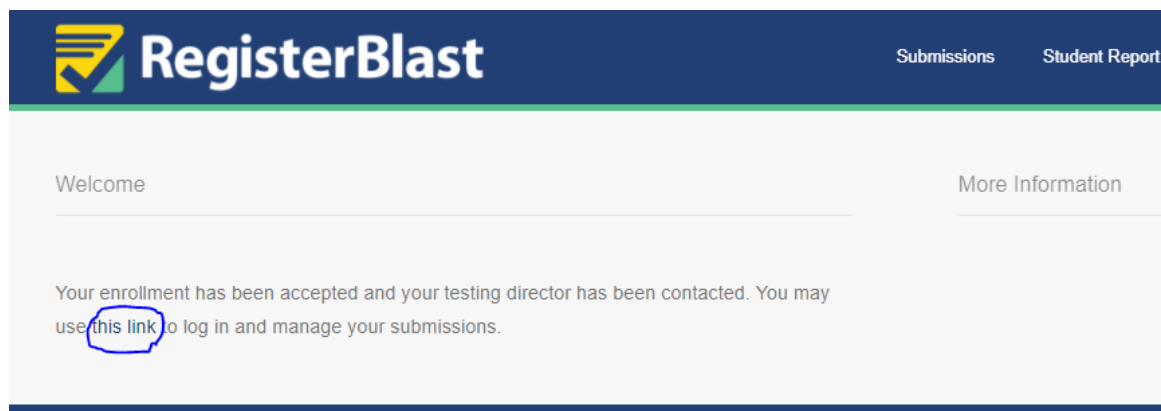 RegisterBlast
Submissions Student Report
Welcome
More Information
Your enrollment has been accepted and your testing director has been contacted. You may
use this link to log in and manage your submissions.